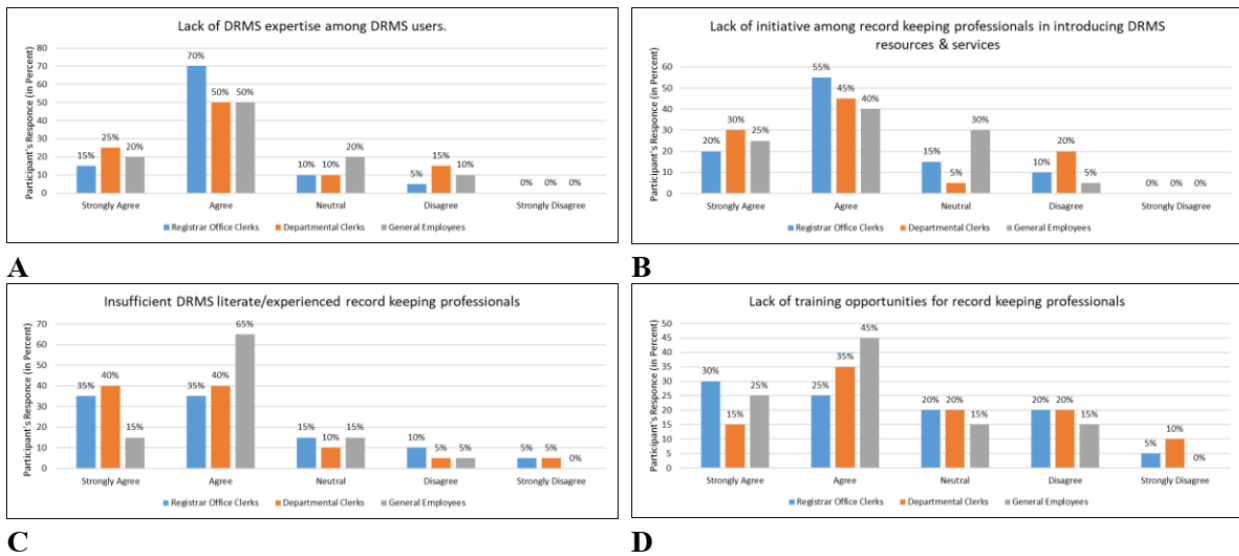 Lack of DRMS expertise among DRMS users.
Participant's Responce (in Percent)
80
70
60
50
40
30
20
10
0
15% 25% 20% 70% 50% 50% 10% 10% 20% 5% 15% 10% 0% 0% 0%
Strongly Agree Agree Neutral Disagree Strongly Disagree
Registrar Office Clerks Departmental Clerks General Employees
A
Lack of initiative among record keeping professionals in introducing DRMS
resources & services
Participant's Responce (in Percent)
60
50
40
30
20
10
0
20% 30% 25% 55% 45% 40% 15% 5% 30% 10% 20% 5% 0% 0% 0%
Strongly Agree Agree Neutral Disagree Strongly Disagree
Registrar Office Clerks Departmental Clerks General Employees
B
Insufficient DRMS literate/experienced record keeping professionals
Participant's Responce (in Percent)
70
60
50
40
30
20
10
0
35% 40% 15% 35% 40% 65% 15% 10% 15% 10% 5% 5% 5% 5% 0%
Strongly Agree Agree Neutral Disagree Strongly Disagree
Registrar Office Clerks Departmental Clerks General Employees
C
Lack of training opportunities for record keeping professionals
Participant's Responce (in Percent)
50
45
40
35
30
25
20
15
10
5
0
30% 15% 25% 25% 35% 45% 20% 20% 15% 20% 20% 15% 5% 10% 0%
Strongly Agree Agree Neutral Disagree Strongly Disagree
Registrar Office Clerks Departmental Clerks General Employees
D